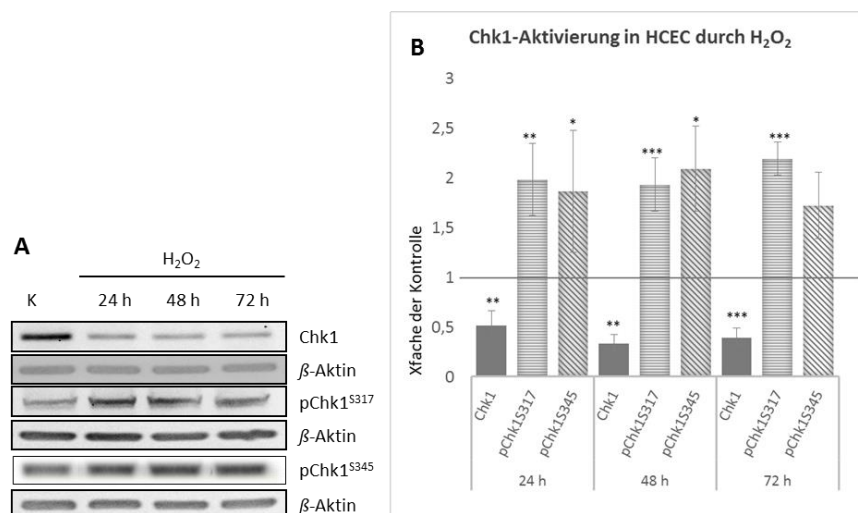 A
H₂O₂
K 24 h 48 h 72 h
Chk1
β-Aktin
pChk1ˢ³¹⁷
β-Aktin
pChk1ˢ³⁴⁵
β-Aktin
B
Chk1-Aktivierung in HCEC durch H₂O₂
Xfache der Kontrolle
3
2,5
2
1,5
1
0,5
0
** ** * ** *** * *** ***
Chk1 pChk1S317 pChk1S345 Chk1 pChk1S317 pChk1S345 Chk1 pChk1S317 pChk1S345
24 h 48 h 72 h